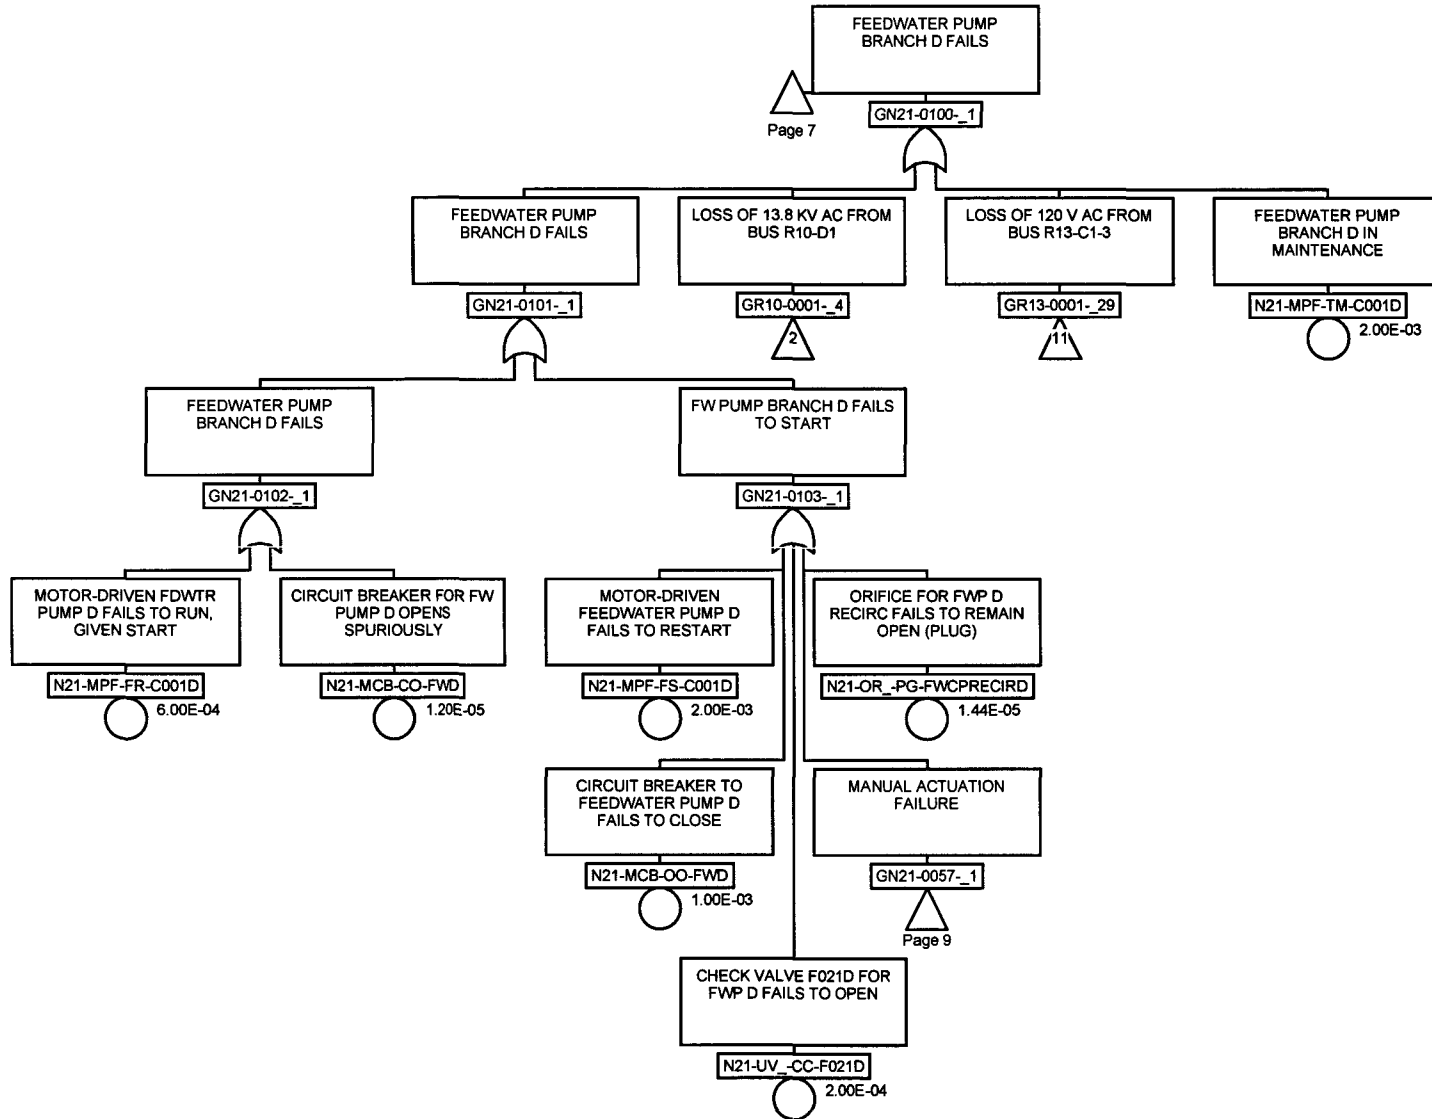 FEEDWATER PUMP
BRANCH D FAILS
Page 7
GN21-0100-_1
FEEDWATER PUMP
BRANCH D FAILS
GN21-0101-_1
LOSS OF 13.8 KV AC FROM
BUS R10-D1
GR10-0001-_4
2
LOSS OF 120 V AC FROM
BUS R13-C1-3
GR13-0001-_29
11
FEEDWATER PUMP
BRANCH D IN
MAINTENANCE
N21-MPF-TM-C001D
2.00E-03
FEEDWATER PUMP
BRANCH D FAILS
GN21-0102-_1
FW PUMP BRANCH D FAILS
TO START
GN21-0103-_1
MOTOR-DRIVEN FDWTR
PUMP D FAILS TO RUN,
GIVEN START
N21-MPF-FR-C001D
6.00E-04
CIRCUIT BREAKER FOR FW
PUMP D OPENS
SPURIOUSLY
N21-MCB-CO-FWD
1.20E-05
MOTOR-DRIVEN
FEEDWATER PUMP D
FAILS TO RESTART
N21-MPF-FS-C001D
2.00E-03
ORIFICE FOR FWP D
RECIRC FAILS TO REMAIN
OPEN (PLUG)
N21-OR_-PG-FWCPRECIRD
1.44E-05
CIRCUIT BREAKER TO
FEEDWATER PUMP D
FAILS TO CLOSE
N21-MCB-OO-FWD
1.00E-03
MANUAL ACTUATION
FAILURE
GN21-0057-_1
Page 9
CHECK VALVE F021D FOR
FWP D FAILS TO OPEN
N21-UV_-CC-F021D
2.00E-04